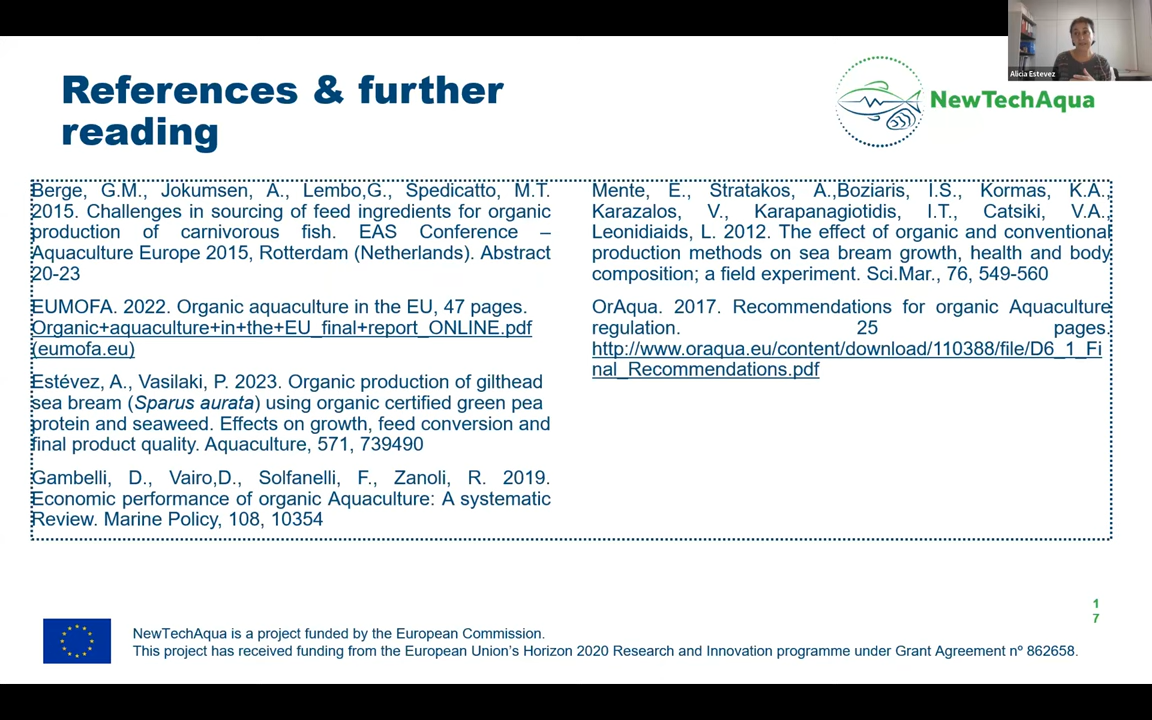 Alicia Estevez
References & further
reading
NewTechAqua
Berge, G.M., Jokumsen, A., Lembo,G., Spedicatto, M.T.
2015. Challenges in sourcing of feed ingredients for organic
production of carnivorous fish. EAS Conference –
Aquaculture Europe 2015, Rotterdam (Netherlands). Abstract
20-23
EUMOFA. 2022. Organic aquaculture in the EU, 47 pages.
Organic+aquaculture+in+the+EU_final+report_ONLINE.pdf
(eumofa.eu)
Estévez, A., Vasilaki, P. 2023. Organic production of gilthead
sea bream (Sparus aurata) using organic certified green pea
protein and seaweed. Effects on growth, feed conversion and
final product quality. Aquaculture, 571, 739490
Gambelli, D., Vairo,D., Solfanelli, F., Zanoli, R. 2019.
Economic performance of organic Aquaculture: A systematic
Review. Marine Policy, 108, 10354
Mente, E., Stratakos, A.,Boziaris, I.S., Kormas, K.A.,
Karazalos, V., Karapanagiotidis, I.T., Catsiki, V.A.,
Leonidiaids, L. 2012. The effect of organic and conventional
production methods on sea bream growth, health and body
composition; a field experiment. Sci.Mar., 76, 549-560
OrAqua. 2017. Recommendations for organic Aquaculture
regulation. 25 pages.
http://www.oraqua.eu/content/download/110388/file/D6_1_Fi
nal_Recommendations.pdf
1
7
NewTechAqua is a project funded by the European Commission.
This project has received funding from the European Union's Horizon 2020 Research and Innovation programme under Grant Agreement nº 862658.